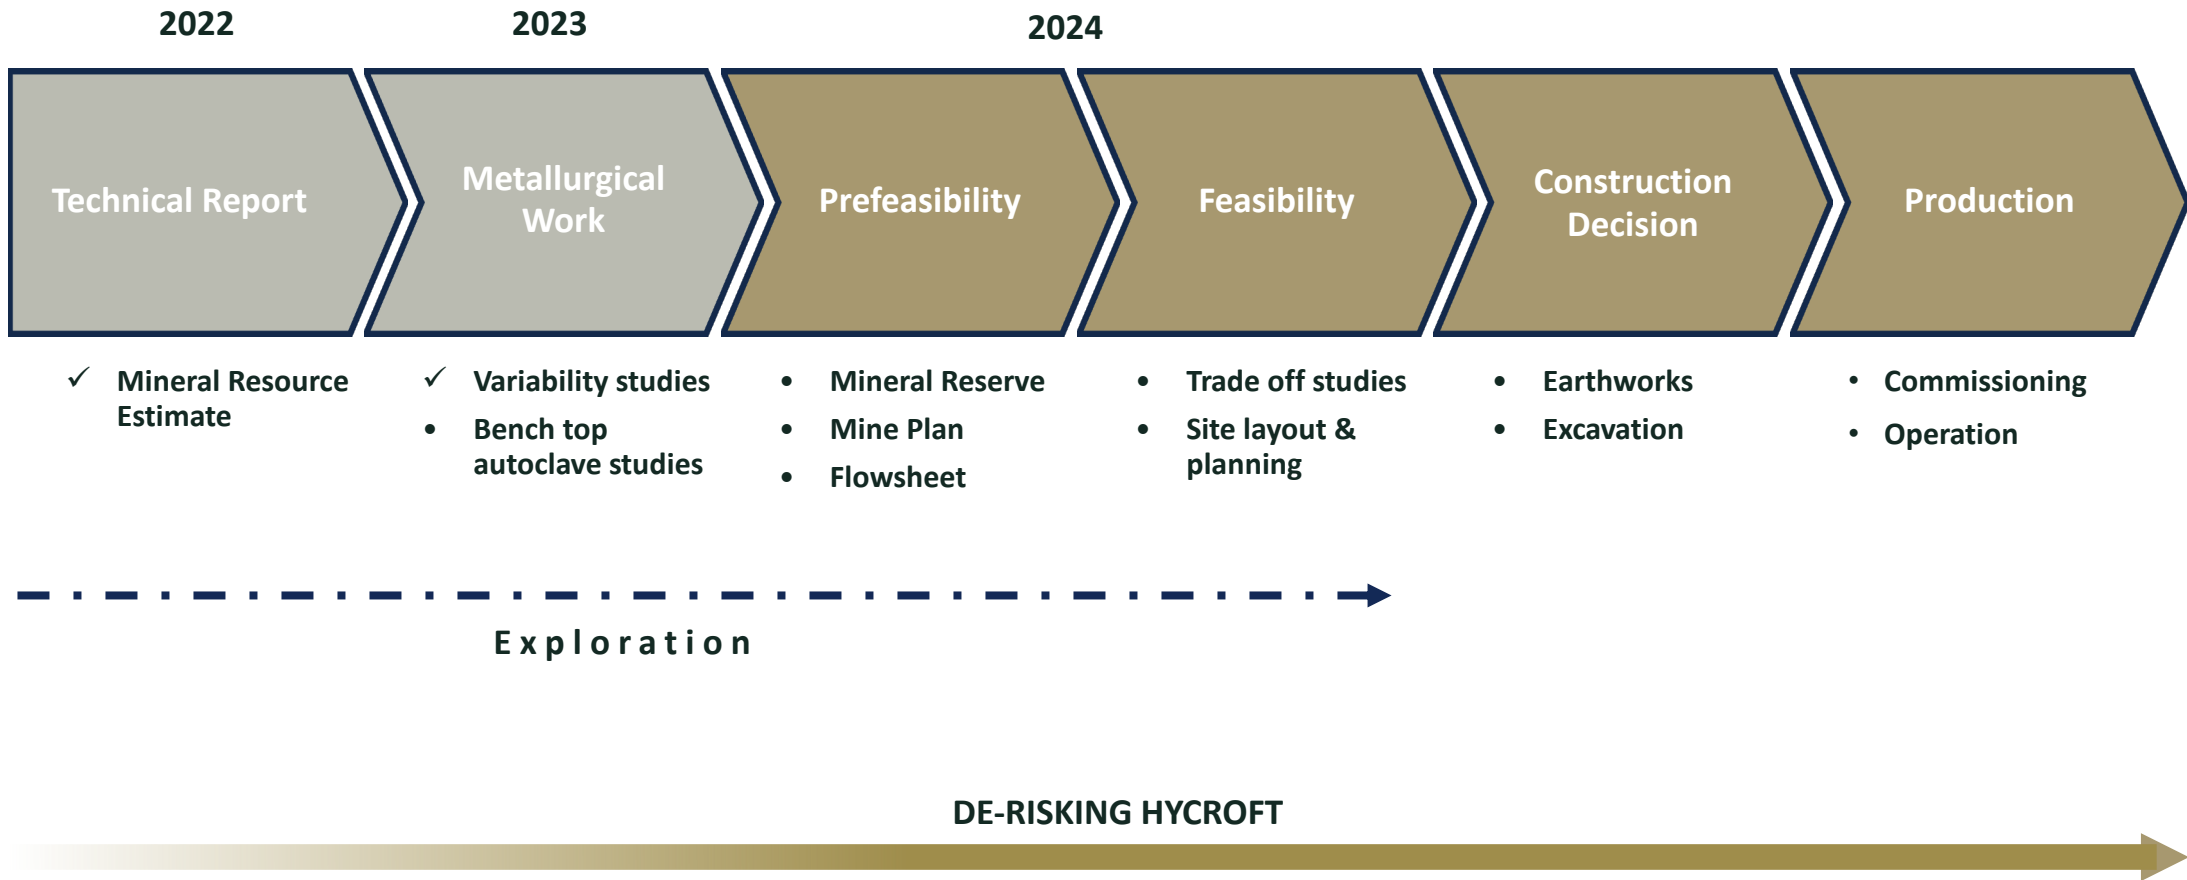 2022
2023
2024
Technical Report
Metallurgical
Work
Prefeasibility
Feasibility
Construction
Decision
Production
✓ Mineral Resource
Estimate
✓ Variability studies
• Bench top
autoclave studies
• Mineral Reserve
• Mine Plan
• Flowsheet
• Trade off studies
• Site layout &
planning
• Earthworks
• Excavation
• Commissioning
• Operation
Exploration
DE-RISKING HYCROFT